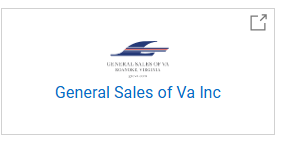 GENERAL SALES OF VA
ROANOKE, VIRGINIA
General Sales of Va Inc